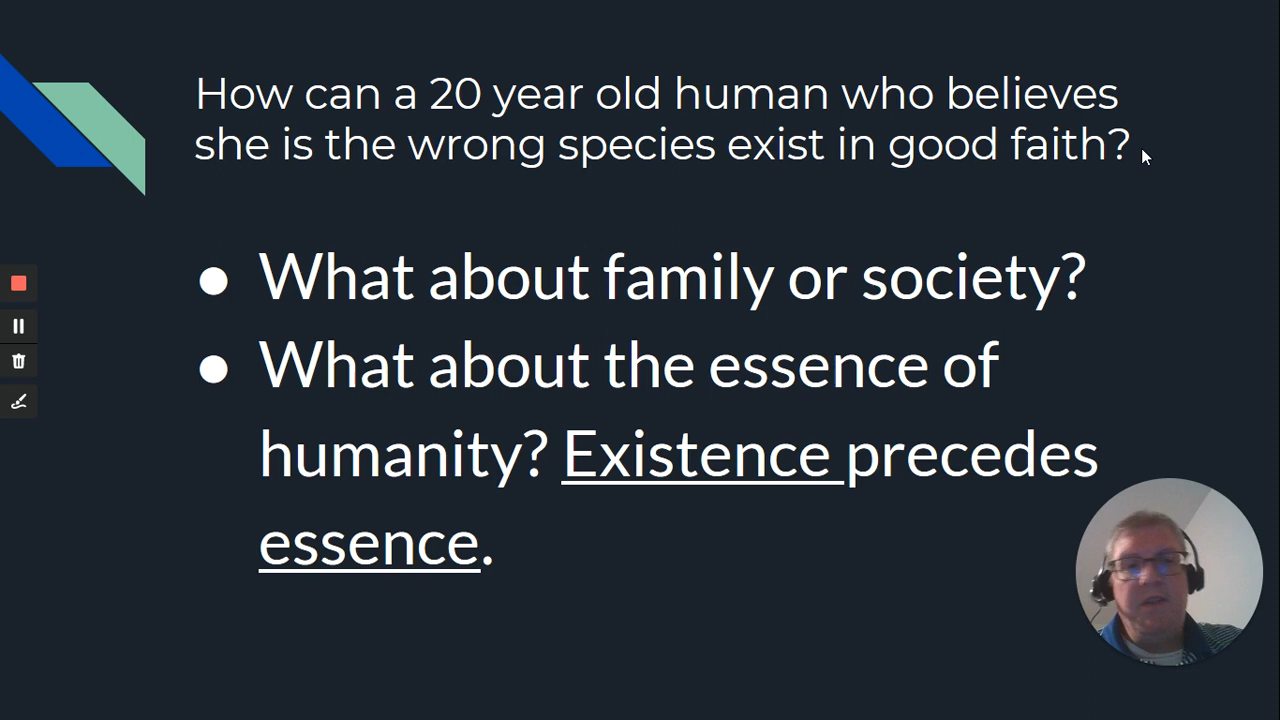 How can a 20 year old human who believes
she is the wrong species exist in good faith?
● What about family or society?
● What about the essence of
humanity? Existence precedes
essence.